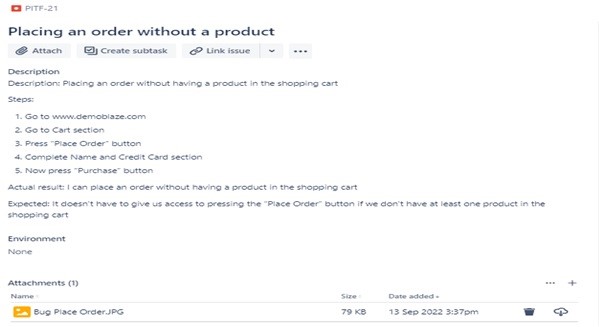 PITF-21
Placing an order without a product
Attach
Create subtask
Link issue
Description
Description: Placing an order without having a product in the shopping cart
Steps:
1. Go to www.demoblaze.com
2. Go to Cart section
3. Press "Place Order" button
4. Complete Name and Credit Card section
5. Now press "Purchase" button
Actual result: I can place an order without having a product in the shopping cart
Expected: It doesn't have to give us access to pressing the "Place Order" button if we don't have at least one product in the
shopping cart
Environment
None
Attachments (1)
Name Size Date added
Bug Place Order.JPG 79 KB 13 Sep 2022 3:37pm